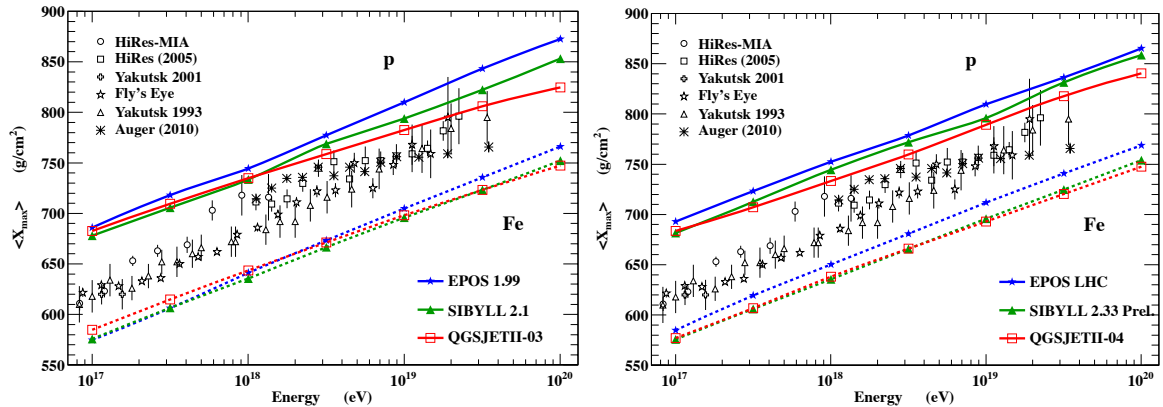 900
850
800
750
700
650
600
550
<X_max> (g/cm²)
HiRes-MIA
HiRes (2005)
Yakutsk 2001
Fly's Eye
Yakutsk 1993
Auger (2010)
p
Fe
EPOS 1.99
SIBYLL 2.1
QGSJETII-03
10^17 10^18 10^19 10^20
Energy (eV)
900
850
800
750
700
650
600
550
<X_max> (g/cm²)
HiRes-MIA
HiRes (2005)
Yakutsk 2001
Fly's Eye
Yakutsk 1993
Auger (2010)
p
Fe
EPOS LHC
SIBYLL 2.33 Prel.
QGSJETII-04
10^17 10^18 10^19 10^20
Energy (eV)